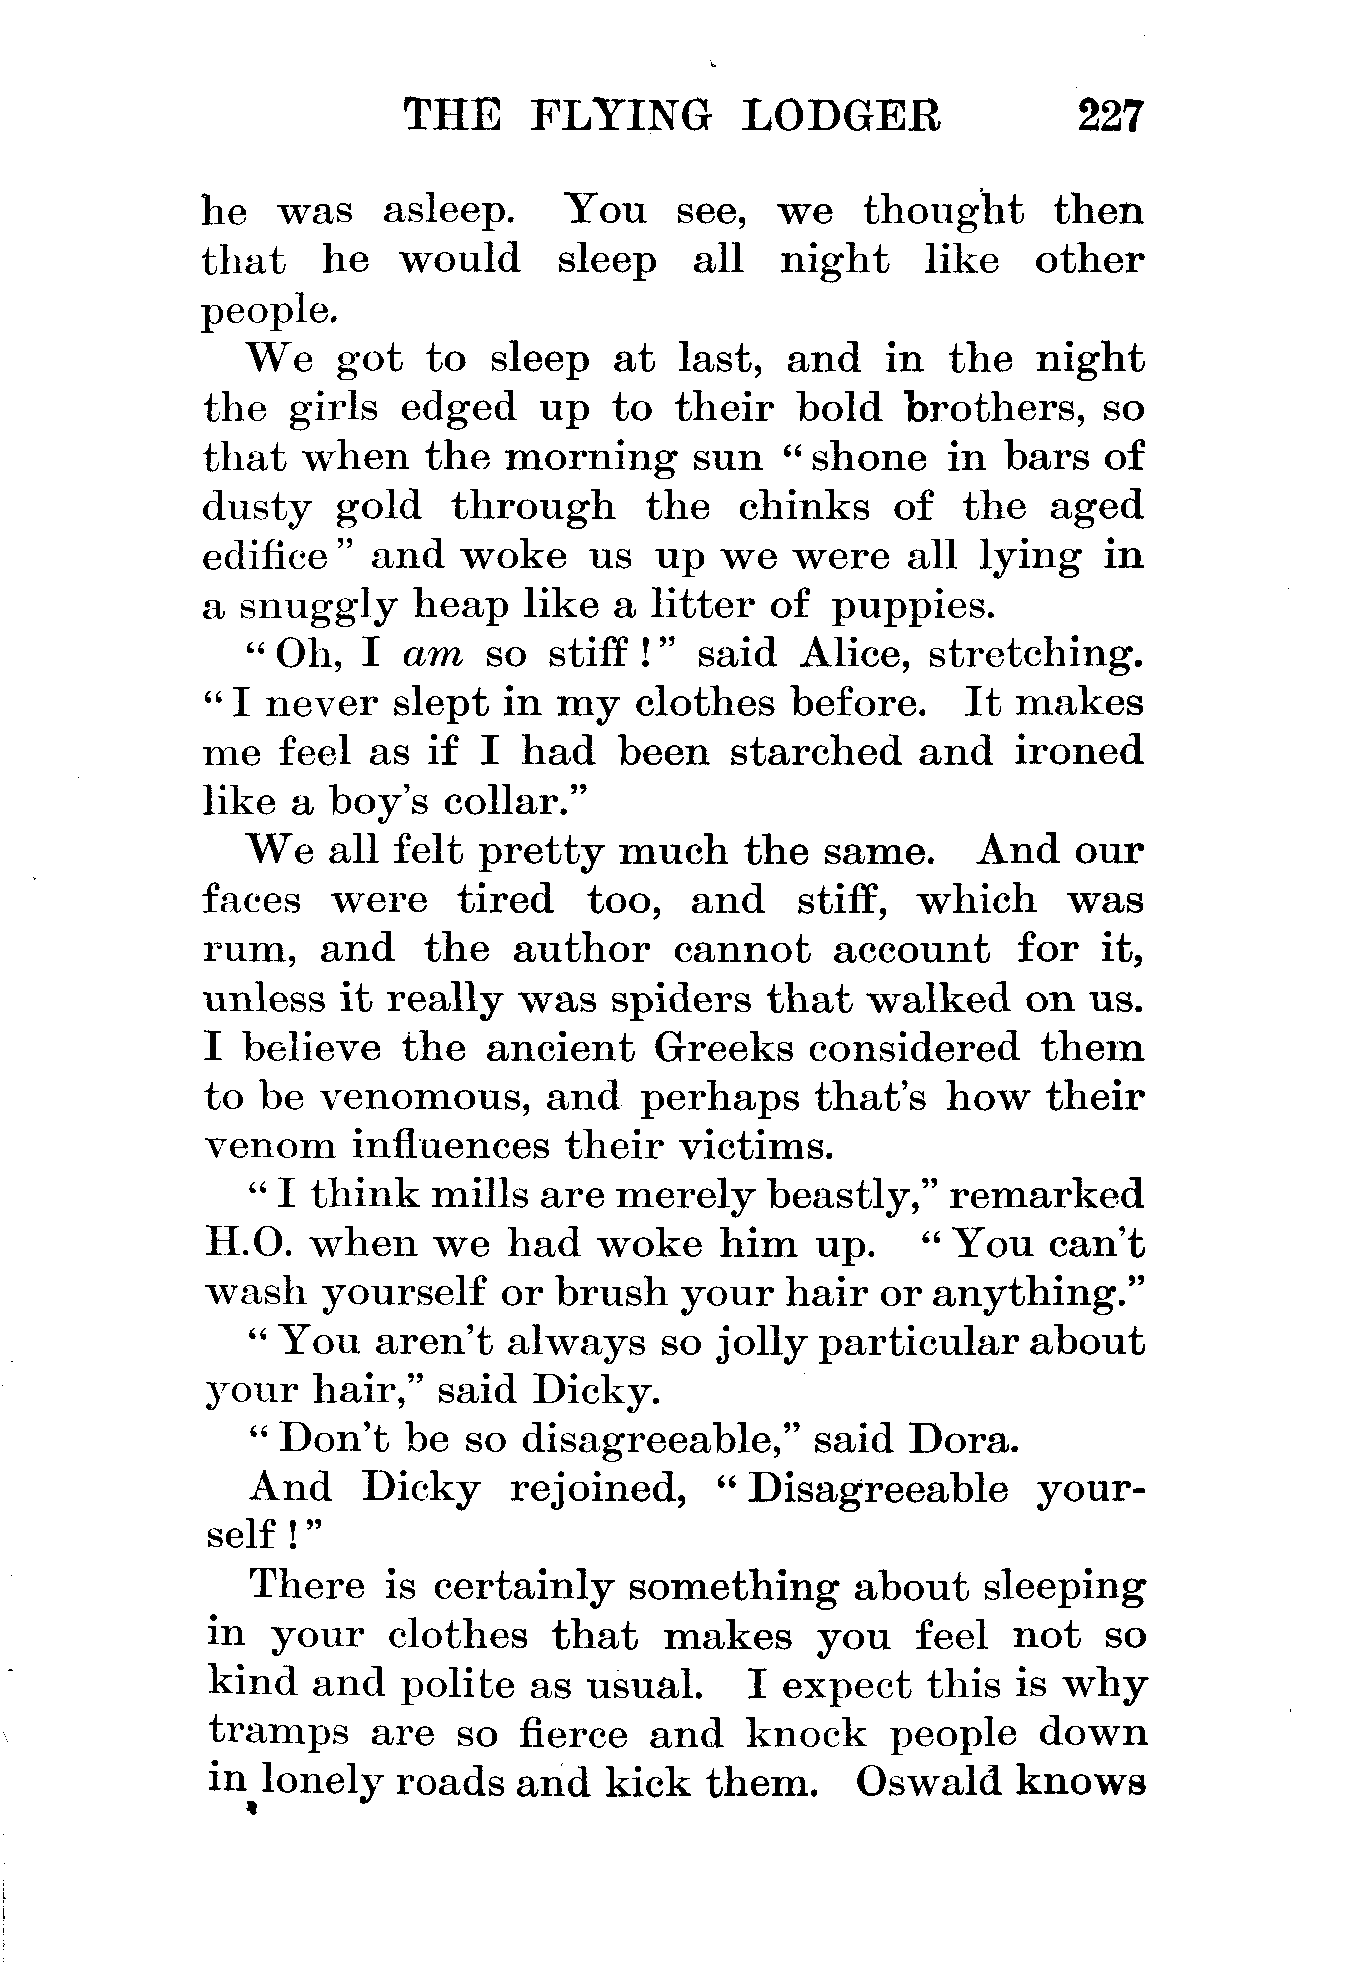 THE FLYING LODGER 227
he was asleep. You see, we thought then
that he would sleep all night like other
people.
We got to sleep at last, and in the night
the girls edged up to their bold brothers, so
that when the morning sun “ shone in bars of
dusty gold through the chinks of the aged
edifice ” and woke us up we were all lying in
a snuggly heap like a litter of puppies.
“ Oh, I am so stiff ! ” said Alice, stretching.
“ I never slept in my clothes before. It makes
me feel as if I had been starched and ironed
like a boy’s collar.”
We all felt pretty much the same. And our
faces were tired too, and stiff, which was
rum, and the author cannot account for it,
unless it really was spiders that walked on us.
I believe the ancient Greeks considered them
to be venomous, and perhaps that’s how their
venom influences their victims.
“ I think mills are merely beastly,” remarked
H.O. when we had woke him up. “ You can’t
wash yourself or brush your hair or anything.”
“ You aren’t always so jolly particular about
your hair,” said Dicky.
“ Don’t be so disagreeable,” said Dora.
And Dicky rejoined, “ Disagreeable your-
self ! ”
There is certainly something about sleeping
in your clothes that makes you feel not so
kind and polite as usual. I expect this is why
tramps are so fierce and knock people down
in lonely roads and kick them. Oswald knows